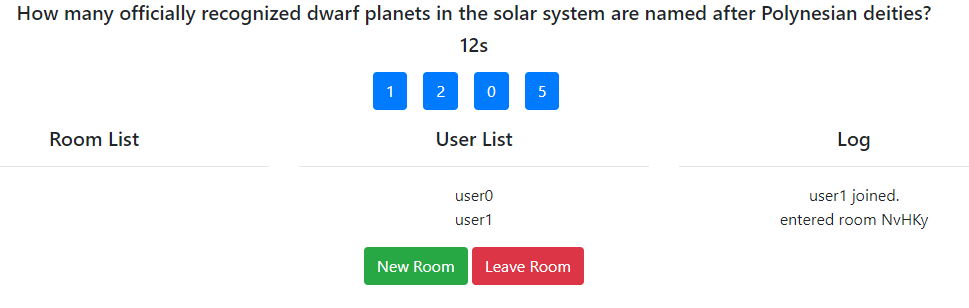 How many officially recognized dwarf planets in the solar system are named after Polynesian deities?
12s
1 2 0 5
Room List
User List
Log
user0
user1
user1 joined.
entered room NvHKy
New Room Leave Room